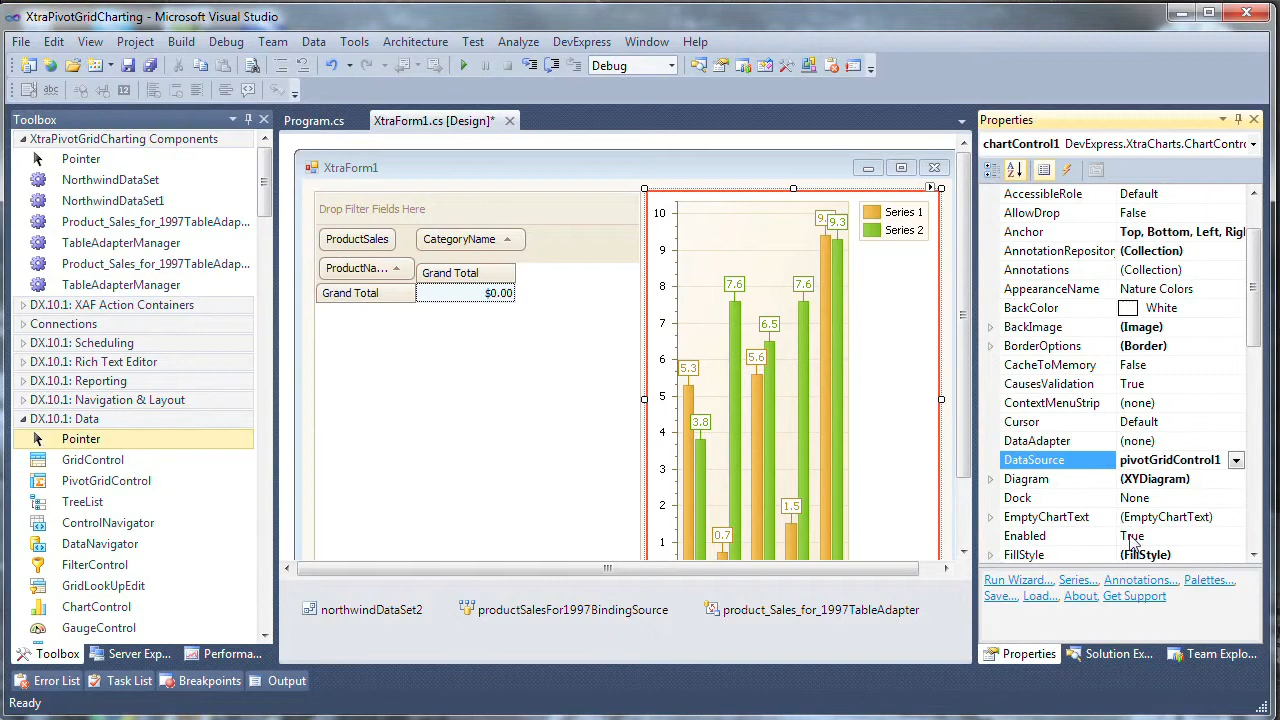 XtraPivotGridCharting - Microsoft Visual Studio
File Edit View Project Build Debug Team Data Tools Architecture Test Analyze DevExpress Window Help
Debug
Toolbox
XtraPivotGridCharting Components
Pointer
NorthwindDataSet
NorthwindDataSet1
Product_Sales_for_1997TableAdap...
TableAdapterManager
Product_Sales_for_1997TableAdap...
TableAdapterManager
DX.10.1: XAF Action Containers
Connections
DX.10.1: Scheduling
DX.10.1: Rich Text Editor
DX.10.1: Reporting
DX.10.1: Navigation & Layout
DX.10.1: Data
Pointer
GridControl
PivotGridControl
TreeList
ControlNavigator
DataNavigator
FilterControl
GridLookUpEdit
ChartControl
GaugeControl
Toolbox Server Exp... Performa...
Program.cs XtraForm1.cs [Design]*
XtraForm1
Drop Filter Fields Here
ProductSales CategoryName
ProductNa... Grand Total
Grand Total $0.00
10
8
7
6
5
4
3
2
1
5.3
3.8
0.7
7.6
5.6
6.5
1.5
7.6
9.
9.3
Series 1
Series 2
northwindDataSet2 productSalesFor1997BindingSource product_Sales_for_1997TableAdapter
Properties
chartControl1 DevExpress.XtraCharts.ChartContro
AccessibleRole Default
AllowDrop False
Anchor Top, Bottom, Left, Righ
AnnotationRepository (Collection)
Annotations (Collection)
AppearanceName Nature Colors
BackColor White
BackImage (Image)
BorderOptions (Border)
CacheToMemory False
CausesValidation True
ContextMenuStrip (none)
Cursor Default
DataAdapter (none)
DataSource pivotGridControl1
Diagram (XYDiagram)
Dock None
EmptyChartText (EmptyChartText)
Enabled True
FillStyle (FillStyle)
Run Wizard... Series... Annotations... Palettes...
Save... Load... About Get Support
Properties Solution Ex... Team Explo...
Error List Task List Breakpoints Output
Ready